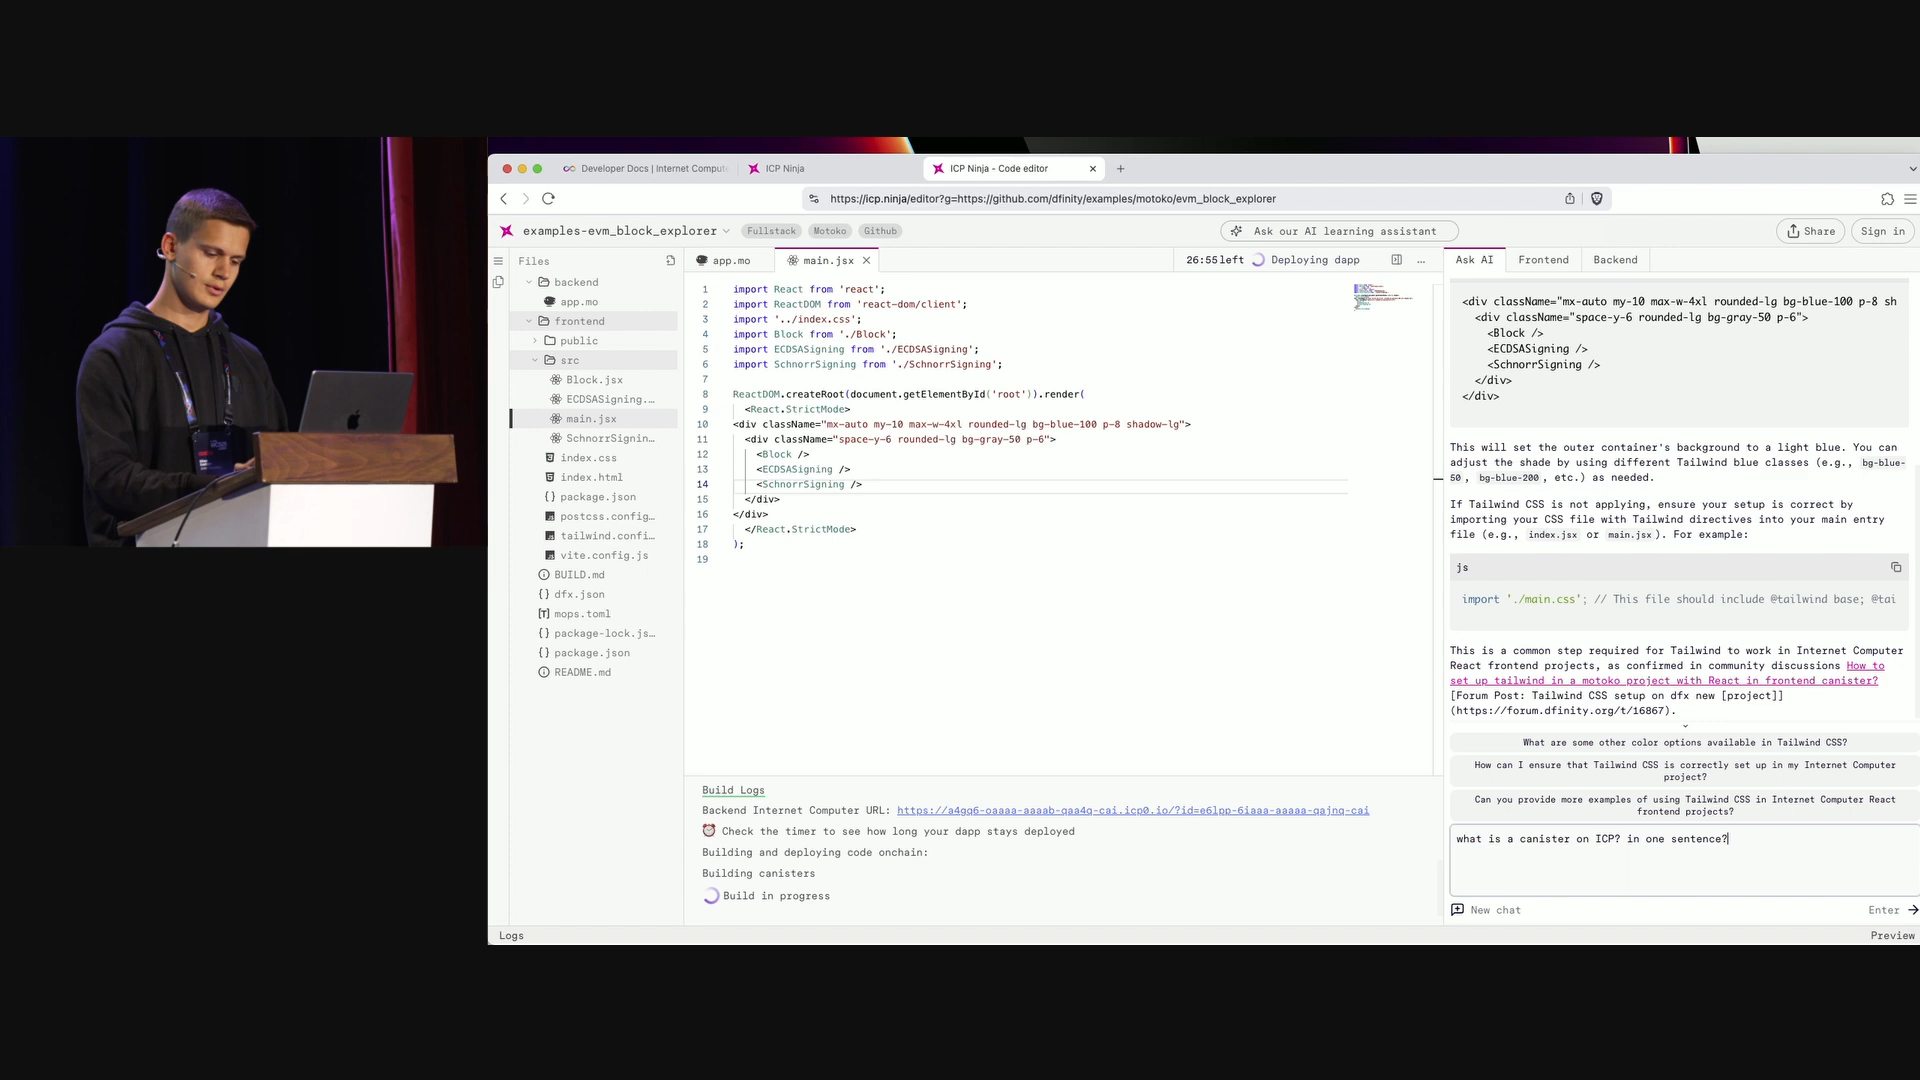 Developer Docs | Internet Comput
ICP Ninja
ICP Ninja - Code editor
https://icp.ninja/editor?g=https://github.com/dfinity/examples/motoko/evm_block_explorer
examples-evm_block_explorer
Fullstack
Motoko
Github
Ask our AI learning assistant
Share
Sign in
Files
backend
app.mo
frontend
public
src
Block.jsx
ECDSASigning....
main.jsx
SchnorrSignin...
index.css
index.html
package.json
postcss.config...
tailwind.confi...
vite.config.js
BUILD.md
dfx.json
mops.toml
package-lock.js...
package.json
README.md
app.mo
main.jsx
26:55left
Deploying dapp
...
1 import React from 'react';
2 import ReactDOM from 'react-dom/client';
3 import '../index.css';
4 import Block from './Block';
5 import ECDSASigning from './ECDSASigning';
6 import SchnorrSigning from './SchnorrSigning';
7
8 ReactDOM.createRoot(document.getElementById('root')).render(
9 <React.StrictMode>
10 <div className="mx-auto my-10 max-w-4xl rounded-lg bg-blue-100 p-8 shadow-lg">
11 <div className="space-y-6 rounded-lg bg-gray-50 p-6">
12 <Block />
13 <ECDSASigning />
14 <SchnorrSigning />
15 </div>
16 </div>
17 </React.StrictMode>
18 );
19
Build Logs
Backend Internet Computer URL: https://a4gq6-oaaaa-aaaab-qaa4q-cai.icp0.io/?id=e6lpp-6iaaa-aaaaa-qajnq-cai
Check the timer to see how long your dapp stays deployed
Building and deploying code onchain:
Building canisters
Build in progress
Logs
Ask AI
Frontend
Backend
<div className="mx-auto my-10 max-w-4xl rounded-lg bg-blue-100 p-8 sh
<div className="space-y-6 rounded-lg bg-gray-50 p-6">
<Block />
<ECDSASigning />
<SchnorrSigning />
</div>
</div>
This will set the outer container's background to a light blue. You can
adjust the shade by using different Tailwind blue classes (e.g., bg-blue-
50, bg-blue-200, etc.) as needed.
If Tailwind CSS is not applying, ensure your setup is correct by
importing your CSS file with Tailwind directives into your main entry
file (e.g., index.jsx or main.jsx). For example:
js
import './main.css'; // This file should include @tailwind base; @tai
This is a common step required for Tailwind to work in Internet Computer
React frontend projects, as confirmed in community discussions How to
set up tailwind in a motoko project with React in frontend canister?
[Forum Post: Tailwind CSS setup on dfx new [project]]
(https://forum.dfinity.org/t/16867).
What are some other color options available in Tailwind CSS?
How can I ensure that Tailwind CSS is correctly set up in my Internet Computer
project?
Can you provide more examples of using Tailwind CSS in Internet Computer React
frontend projects?
what is a canister on ICP? in one sentence?
New chat
Enter
Preview